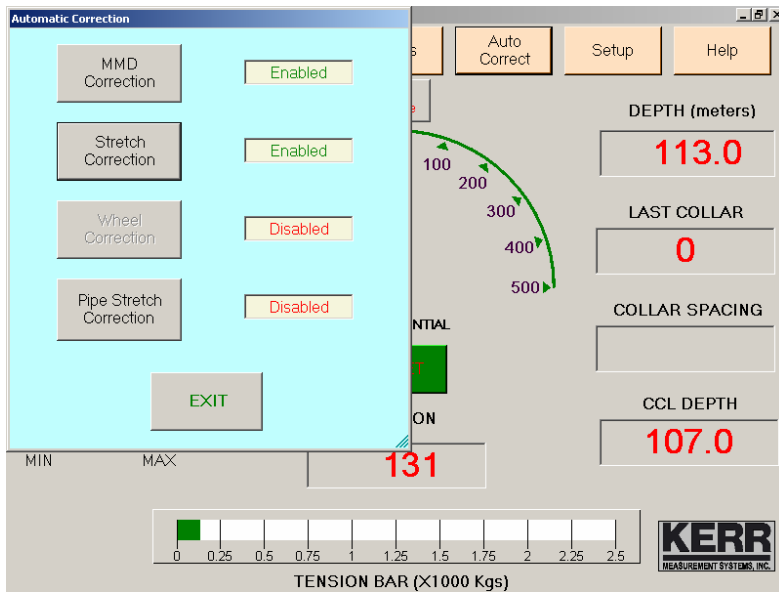 Automatic Correction
MMD
Correction
Enabled
Stretch
Correction
Enabled
Wheel
Correction
Disabled
Pipe Stretch
Correction
Disabled
EXIT
s
Auto
Correct
Setup
Help
e
100
200
300
400
500
NTIAL
ION
131
MIN
MAX
DEPTH (meters)
113.0
LAST COLLAR
0
COLLAR SPACING
CCL DEPTH
107.0
0 0.25 0.5 0.75 1 1.25 1.5 1.75 2 2.25 2.5
TENSION BAR (X1000 Kgs)
KERR
MEASUREMENT SYSTEMS, INC.